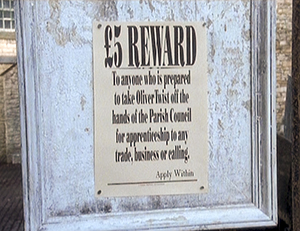 £5 REWARD
To anyone who is prepared
to take Oliver Twist off the
hands of the Parish Council
for apprenticeship to any
trade, business or calling.
Apply Within